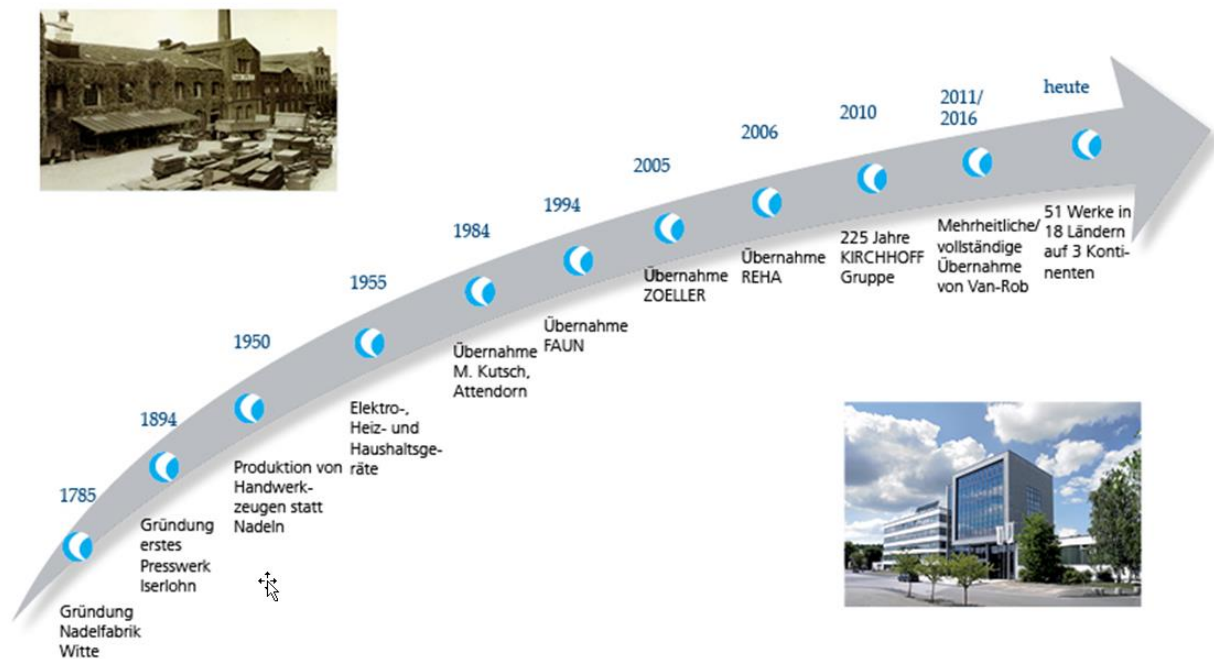 1785
Gründung
Nadelfabrik
Witte
1894
Gründung
erstes
Presswerk
Iserlohn
1950
Produktion von
Handwerk-
zeugen statt
Nadeln
1955
Elektro-,
Heiz- und
Haushaltsge-
räte
1984
Übernahme
M. Kutsch,
Attendorn
1994
Übernahme
FAUN
2005
Übernahme
ZOELLER
2006
Übernahme
REHA
2010
225 Jahre
KIRCHHOFF
Gruppe
2011/
2016
Mehrheitliche/
vollständige
Übernahme
von Van-Rob
heute
51 Werke in
18 Ländern
auf 3 Konti-
nenten